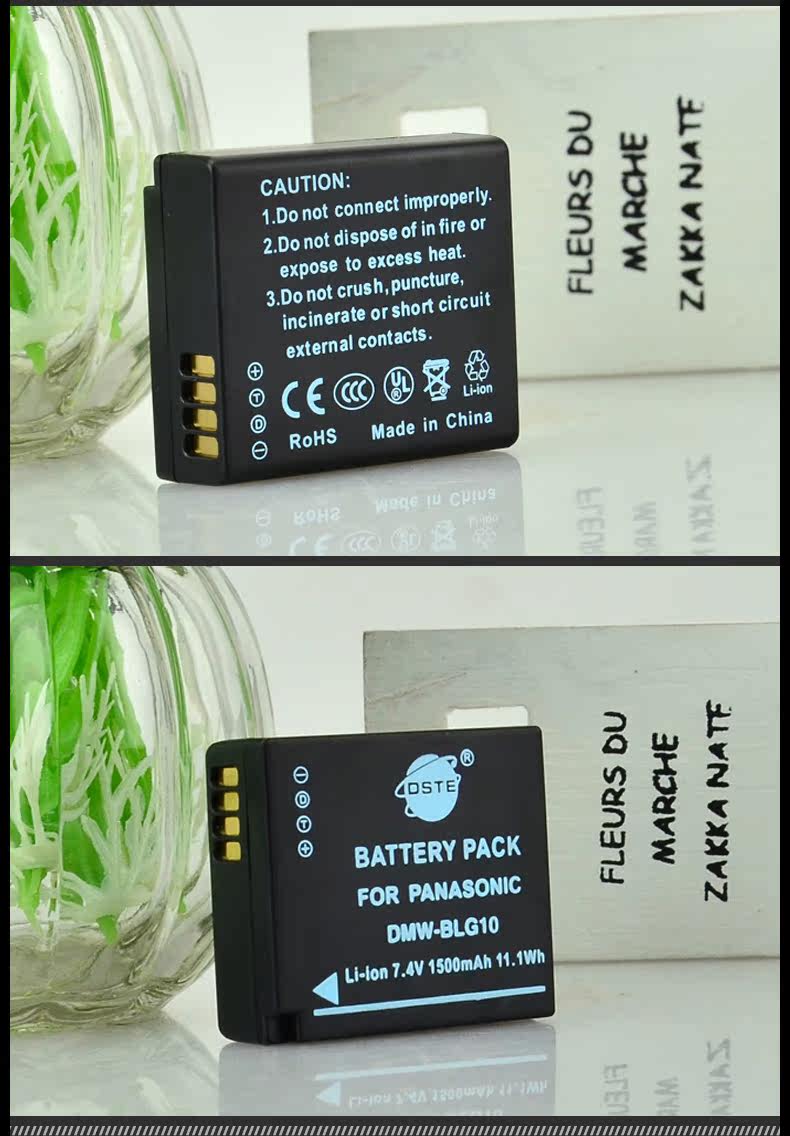 CAUTION:
1.Do not connect improperly.
2.Do not dispose of in fire or
expose to excess heat.
3.Do not crush, puncture,
incinerate or short circuit
external contacts.
+
T
D
−
CE CCC UL ® Li-ion
RoHS Made in China
FLEURS DU
MARCHE
ZAKKA NATE
−
D
T
+
DSTE ®
BATTERY PACK
FOR PANASONIC
DMW-BLG10
Li-Ion 7.4V 1500mAh 11.1Wh
FLEURS DU
MARCHE
ZAKKA NATE